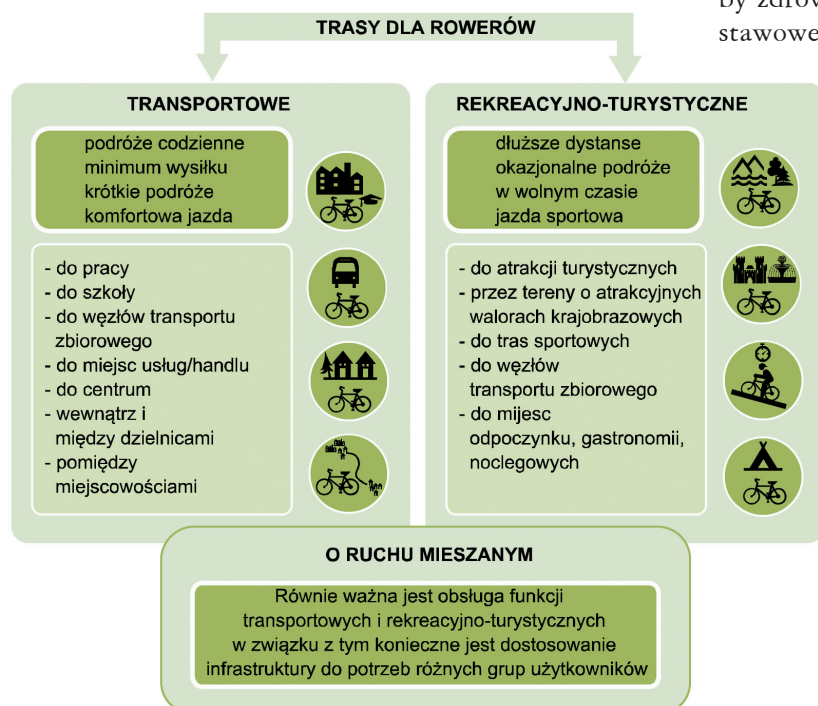 by zdrow
stawowe
TRASY DLA ROWERÓW
TRANSPORTOWE
podróże codzienne
minimum wysiłku
krótkie podróże
komfortowa jazda
- do pracy
- do szkoły
- do węzłów transportu
zbiorowego
- do miejsc usług/handlu
- do centrum
- wewnątrz i
między dzielnicami
- pomiędzy
miejscowościami
REKREACYJNO-TURYSTYCZNE
dłuższe dystanse
okazjonalne podróże
w wolnym czasie
jazda sportowa
- do atrakcji turystycznych
- przez tereny o atrakcyjnych
walorach krajobrazowych
- do tras sportowych
- do węzłów
transportu zbiorowego
- do mijesc
odpoczynku, gastronomii,
noclegowych
O RUCHU MIESZANYM
Równie ważna jest obsługa funkcji
transportowych i rekreacyjno-turystycznych
w związku z tym konieczne jest dostosowanie
infrastruktury do potrzeb różnych grup użytkowników